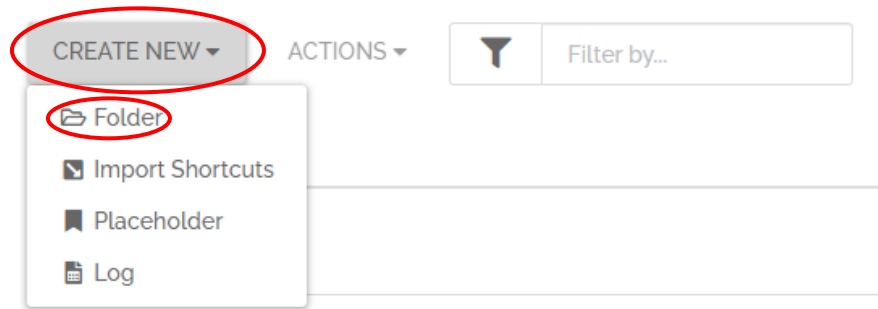 CREATE NEW ACTIONS Filter by...
Folder
Import Shortcuts
Placeholder
Log